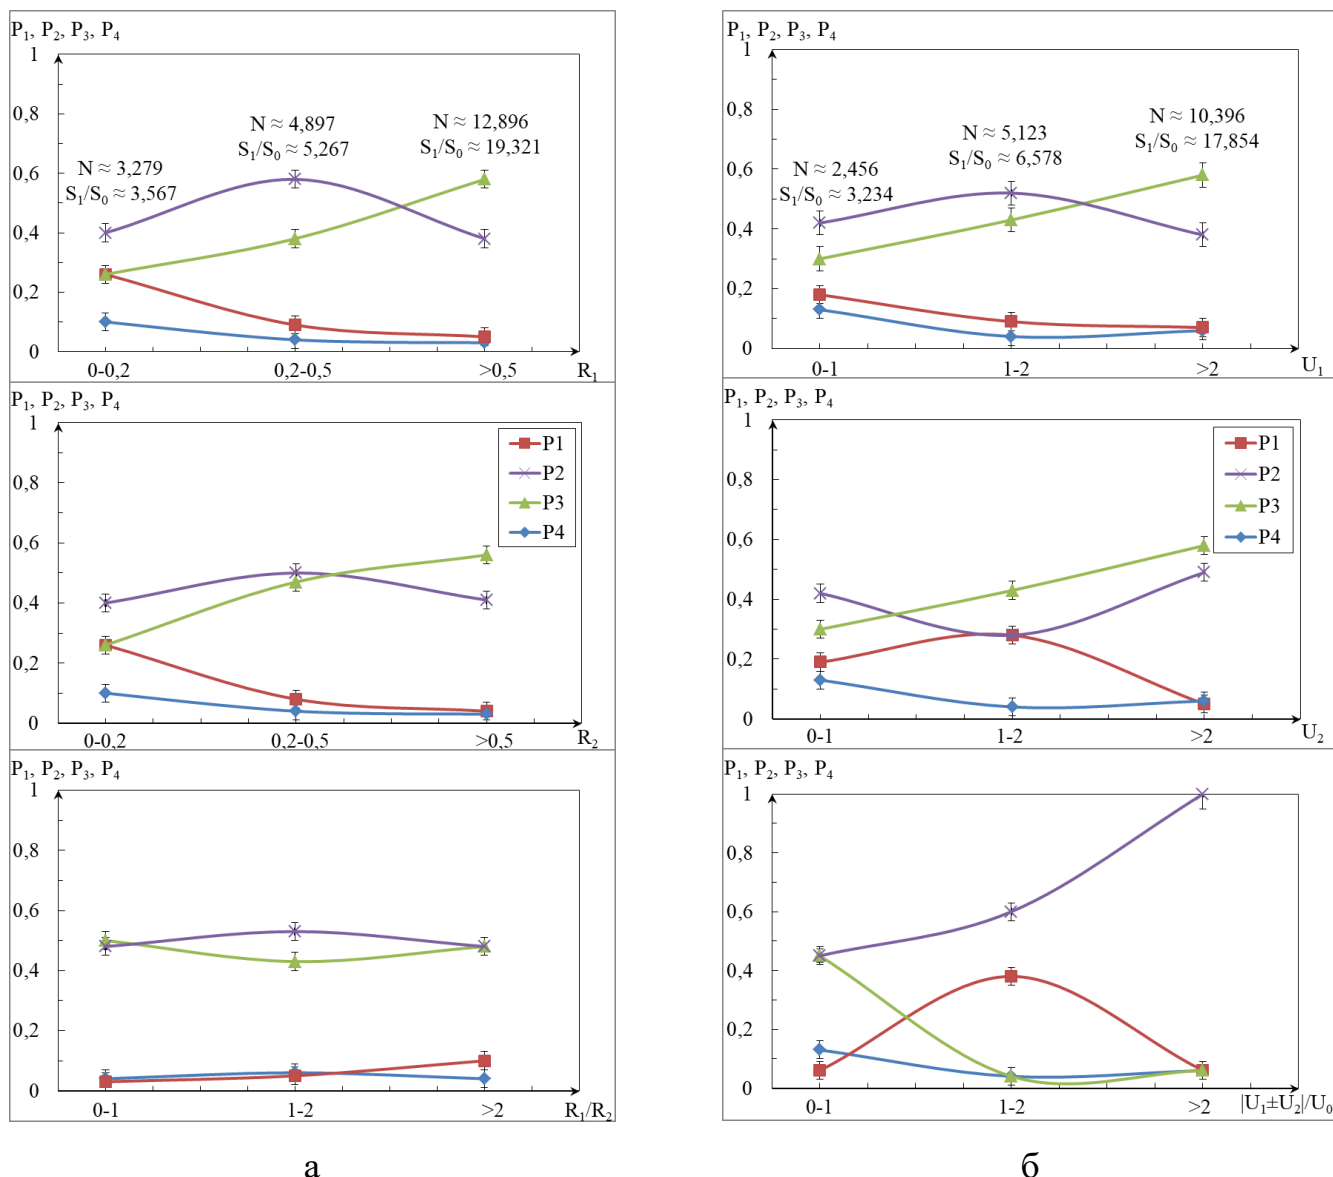 P₁, P₂, P₃, P₄
1
0,8
0,6
0,4
0,2
0
N ≈ 3,279
S₁/S₀ ≈ 3,567
N ≈ 4,897
S₁/S₀ ≈ 5,267
N ≈ 12,896
S₁/S₀ ≈ 19,321
0-0,2 0,2-0,5 >0,5 R₁
P₁, P₂, P₃, P₄
1
0,8
0,6
0,4
0,2
0
P1
P2
P3
P4
0-0,2 0,2-0,5 >0,5 R₂
P₁, P₂, P₃, P₄
1
0,8
0,6
0,4
0,2
0
0-1 1-2 >2 R₁/R₂
а
P₁, P₂, P₃, P₄
1
0,8
0,6
0,4
0,2
0
N ≈ 2,456
S₁/S₀ ≈ 3,234
N ≈ 5,123
S₁/S₀ ≈ 6,578
N ≈ 10,396
S₁/S₀ ≈ 17,854
0-1 1-2 >2 U₁
P₁, P₂, P₃, P₄
1
0,8
0,6
0,4
0,2
0
P1
P2
P3
P4
0-1 1-2 >2 U₂
P₁, P₂, P₃, P₄
1
0,8
0,6
0,4
0,2
0
0-1 1-2 >2 |U₁±U₂|/U₀
б